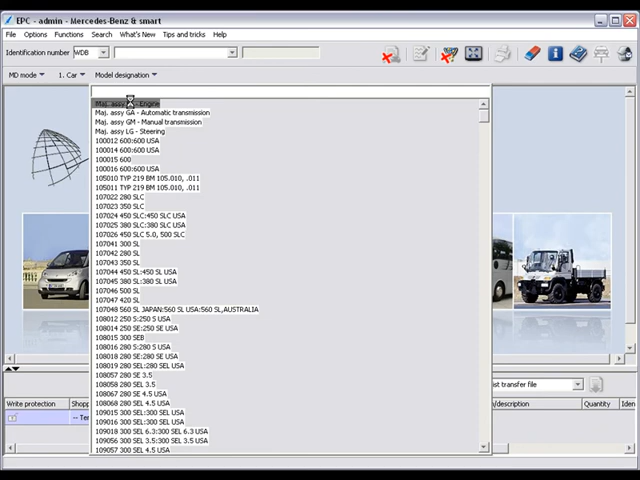 EPC - admin - Mercedes-Benz & smart
File Options Functions Search What's New Tips and tricks Help
Identification number WDB
MD mode 1. Car Model designation
Maj. assy - Engine
Maj. assy GA - Automatic transmission
Maj. assy GM - Manual transmission
Maj. assy LG - Steering
100012 600:600 USA
100014 600:600 USA
100015 600
100016 600:600 USA
105010 TYP 219 BM 105.010, .011
105011 TYP 219 BM 105.010, .011
107022 280 SLC
107023 350 SLC
107024 450 SLC:450 SLC USA
107025 380 SLC:380 SLC USA
107026 450 SLC 5.0, 500 SLC
107041 300 SL
107042 280 SL
107043 350 SL
107044 450 SL:450 SL USA
107045 380 SL:380 SL USA
107046 500 SL
107047 420 SL
107048 560 SL JAPAN:560 SL USA:560 SL,AUSTRALIA
108012 250 S:250 S USA
108014 250 SE:250 SE USA
108015 300 SEB
108016 280 S:280 S USA
108018 280 SE:280 SE USA
108019 280 SEL:280 SEL USA
108057 280 SE 3.5
108058 280 SEL 3.5
108067 280 SE 4.5 USA
108068 280 SEL 4.5 USA
109015 300 SEL:300 SEL USA
109016 300 SEL:300 SEL USA
109018 300 SEL 6.3:300 SEL 6.3 USA
109056 300 SEL 3.5:300 SEL 3.5 USA
109057 300 SEL 4.5 USA
ist transfer file
Write protection Shopp n/description Quantity Iden
-- Ter